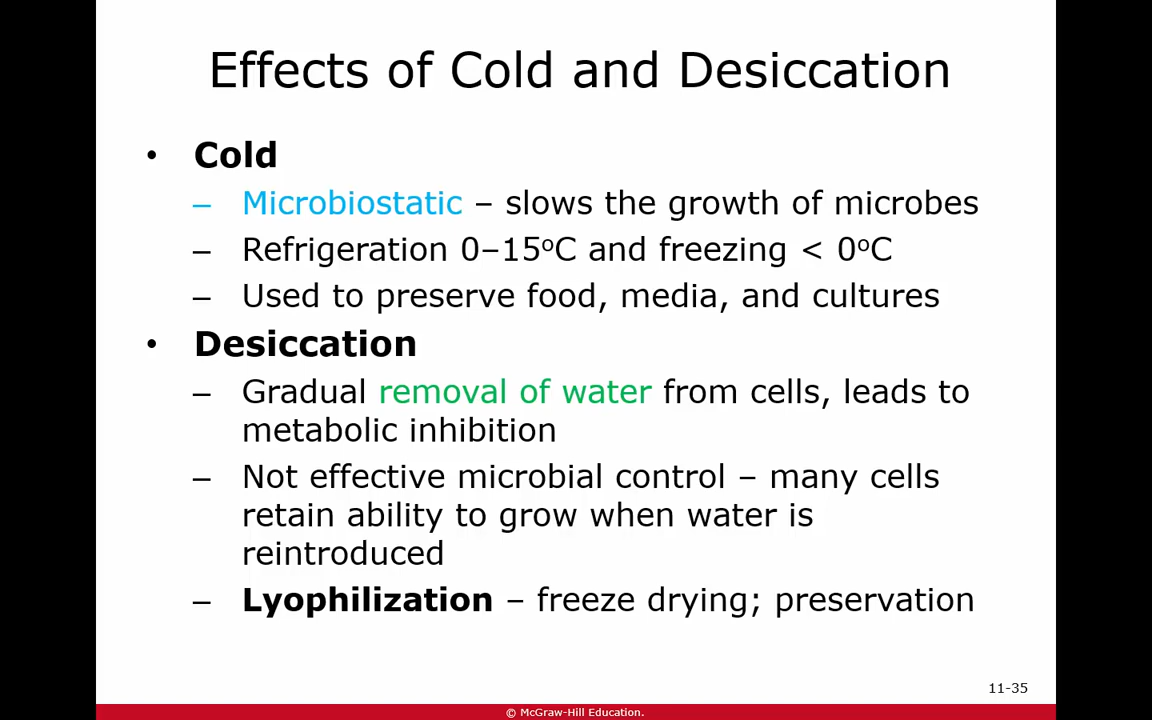 Effects of Cold and Desiccation
• Cold
– Microbiostatic – slows the growth of microbes
– Refrigeration 0–15ºC and freezing < 0ºC
– Used to preserve food, media, and cultures
• Desiccation
– Gradual removal of water from cells, leads to
metabolic inhibition
– Not effective microbial control – many cells
retain ability to grow when water is
reintroduced
– Lyophilization – freeze drying; preservation
11-35
© McGraw-Hill Education.